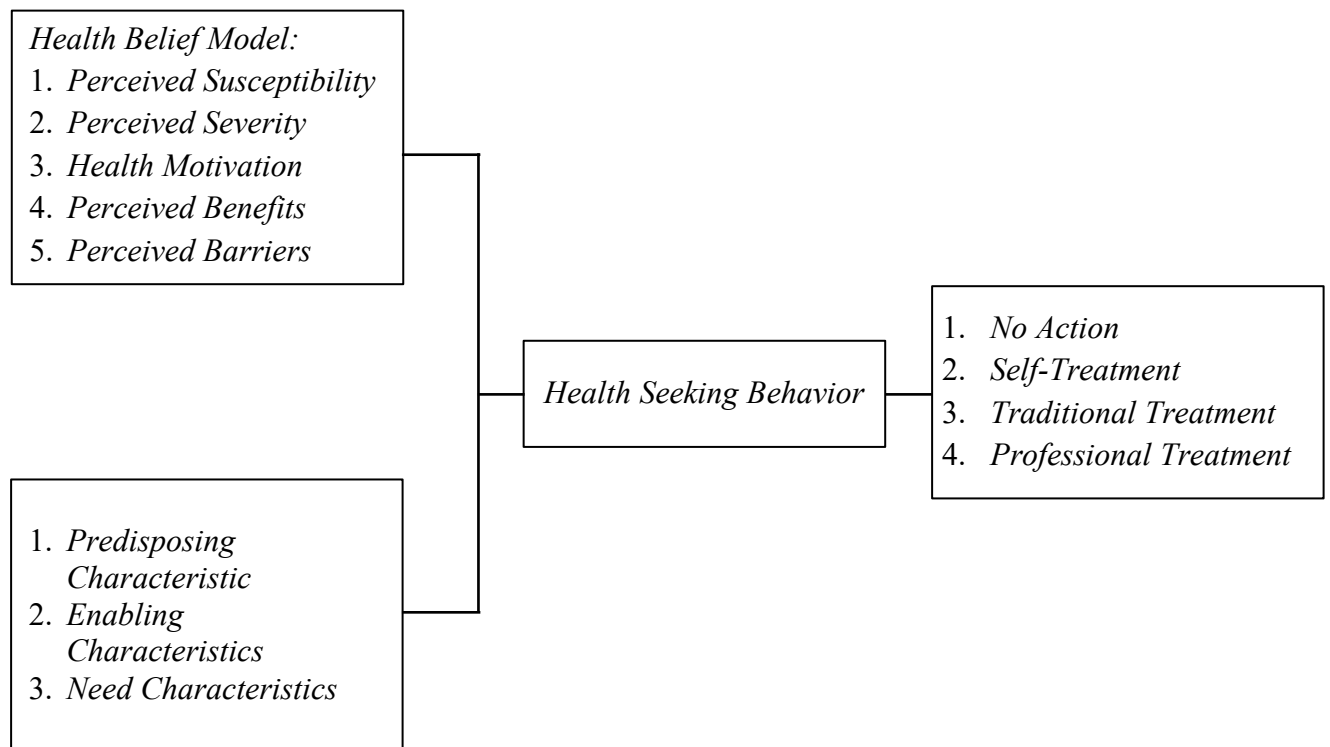 Health Belief Model:
1. Perceived Susceptibility
2. Perceived Severity
3. Health Motivation
4. Perceived Benefits
5. Perceived Barriers
1. Predisposing
Characteristic
2. Enabling
Characteristics
3. Need Characteristics
Health Seeking Behavior
1. No Action
2. Self-Treatment
3. Traditional Treatment
4. Professional Treatment